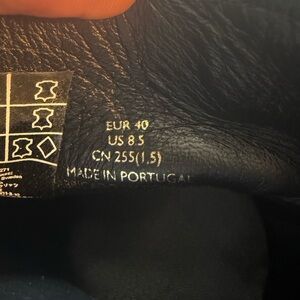 EUR 40
US 8.5
CN 255(1,5)
MADE IN PORTUGAL